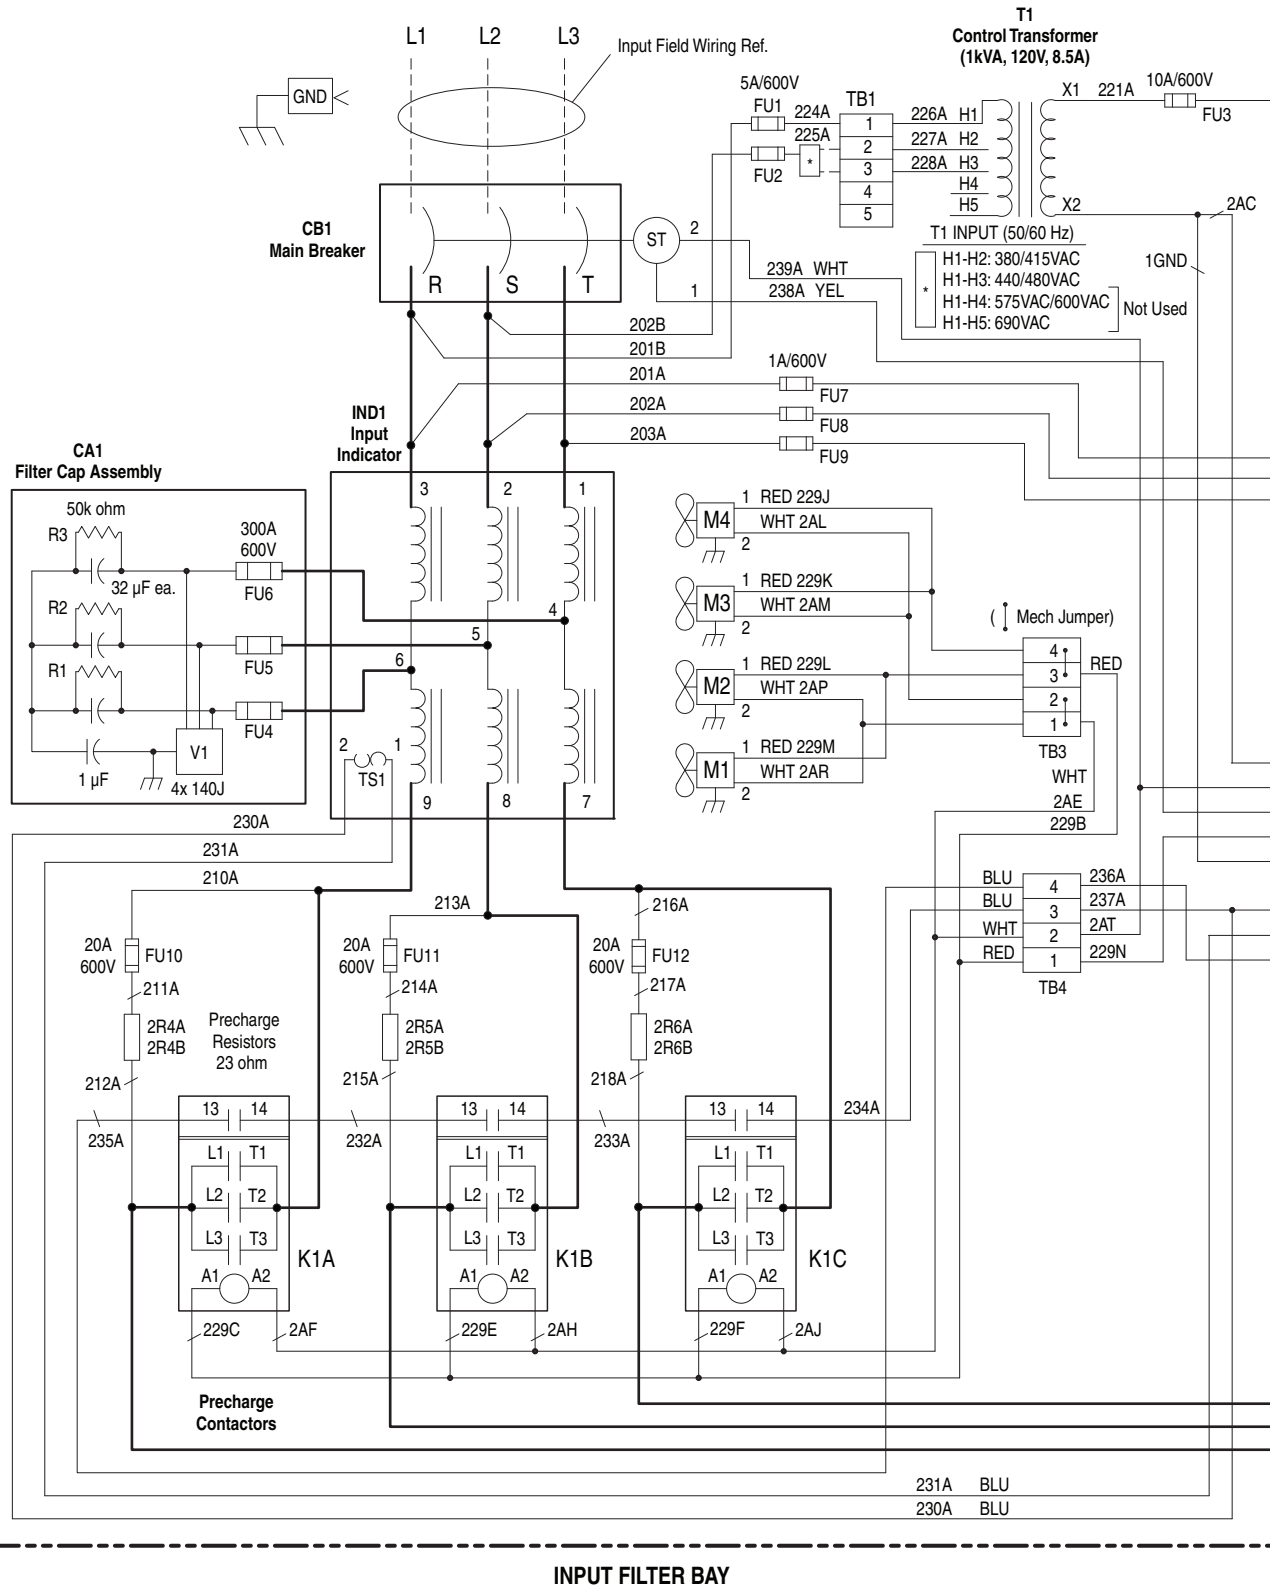 T1
Control Transformer
(1kVA, 120V, 8.5A)
L1
L2
L3
Input Field Wiring Ref.
GND
5A/600V
FU1
224A
225A
FU2
*
TB1
1
2
3
4
5
226A H1
227A H2
228A H3
H4
H5
X1
221A
10A/600V
FU3
X2
2AC
1GND
T1 INPUT (50/60 Hz)
*
H1-H2: 380/415VAC
H1-H3: 440/480VAC
H1-H4: 575VAC/600VAC
H1-H5: 690VAC
Not Used
CB1
Main Breaker
R
S
T
ST
2
1
239A WHT
238A YEL
202B
201B
201A
202A
203A
1A/600V
FU7
FU8
FU9
IND1
Input
Indicator
CA1
Filter Cap Assembly
50k ohm
R3
300A
600V
32 µF ea.
FU6
R2
FU5
R1
FU4
V1
1 µF
4x 140J
3
2
1
4
5
6
2
1
TS1
9
8
7
M4
1 RED 229J
WHT 2AL
2
M3
1 RED 229K
WHT 2AM
2
M2
1 RED 229L
WHT 2AP
2
M1
1 RED 229M
WHT 2AR
2
( Mech Jumper)
4
3
2
1
TB3
RED
WHT
2AE
229B
230A
231A
210A
213A
216A
BLU
BLU
WHT
RED
4
3
2
1
TB4
236A
237A
2AT
229N
20A
600V
FU10
211A
2R4A
2R4B
212A
Precharge
Resistors
23 ohm
20A
600V
FU11
214A
2R5A
2R5B
215A
20A
600V
FU12
217A
2R6A
2R6B
218A
235A
13
14
232A
13
14
233A
13
14
234A
L1
T1
L2
T2
L3
T3
K1A
A1
A2
229C
2AF
L1
T1
L2
T2
L3
T3
K1B
A1
A2
229E
2AH
L1
T1
L2
T2
L3
T3
K1C
A1
A2
229F
2AJ
Precharge
Contactors
231A BLU
230A BLU
INPUT FILTER BAY